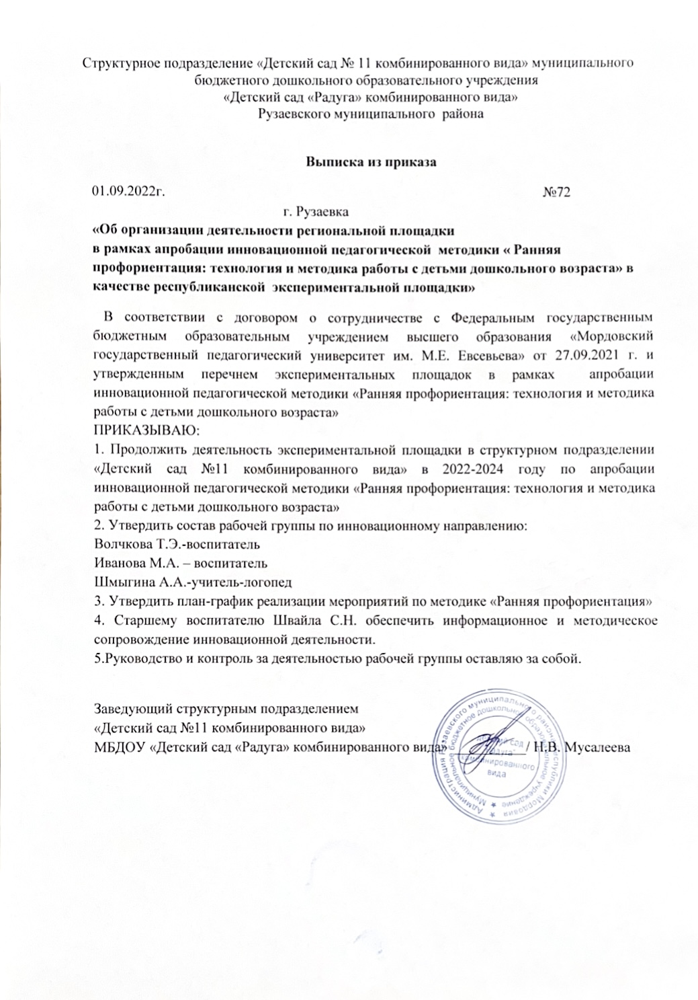 Структурное подразделение «Детский сад № 11 комбинированного вида» муниципального
бюджетного дошкольного образовательного учреждения
«Детский сад «Радуга» комбинированного вида»
Рузаевского муниципального района
Выписка из приказа
01.09.2022г. №72
г. Рузаевка
«Об организации деятельности региональной площадки
в рамках апробации инновационной педагогической методики « Ранняя
профориентация: технология и методика работы с детьми дошкольного возраста» в
качестве республиканской экспериментальной площадки»
В соответствии с договором о сотрудничестве с Федеральным государственным
бюджетным образовательным учреждением высшего образования «Мордовский
государственный педагогический университет им. М.Е. Евсевьева» от 27.09.2021 г. и
утвержденным перечнем экспериментальных площадок в рамках апробации
инновационной педагогической методики «Ранняя профориентация: технология и методика
работы с детьми дошкольного возраста»
ПРИКАЗЫВАЮ:
1. Продолжить деятельность экспериментальной площадки в структурном подразделении
«Детский сад №11 комбинированного вида» в 2022-2024 году по апробации
инновационной педагогической методики «Ранняя профориентация: технология и методика
работы с детьми дошкольного возраста»
2. Утвердить состав рабочей группы по инновационному направлению:
Волчкова Т.Э.-воспитатель
Иванова М.А. – воспитатель
Шмыгина А.А.-учитель-логопед
3. Утвердить план-график реализации мероприятий по методике «Ранняя профориентация»
4. Старшему воспитателю Швайла С.Н. обеспечить информационное и методическое
сопровождение инновационной деятельности.
5.Руководство и контроль за деятельностью рабочей группы оставляю за собой.
Заведующий структурным подразделением
«Детский сад №11 комбинированного вида»
МБДОУ «Детский сад «Радуга» комбинированного вида» __________/ Н.В. Мусалеева
Администрация Рузаевского муниципального района Республики Мордовия
Муниципальное бюджетное дошкольное образовательное учреждение
"Детский сад
"Радуга"
комбинированного
вида